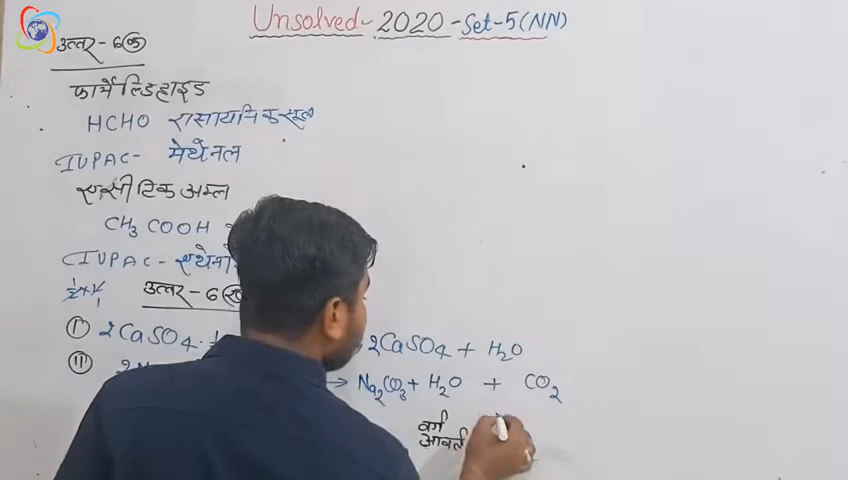 Unsolved - 2020 - Set-5(NN)
उत्तर - 6(क)
फार्मेल्डिहाइड
HCHO रासायनिक सूत्र
IUPAC - मेथेनल
एसीटिक अम्ल
CH₃COOH
IUPAC - एथेनो
उत्तर - 6
(I) 2CaSO₄. 2CaSO₄ + H₂O
(II) → Na₂CO₃ + H₂O + CO₂
वर्ग
आवर्त